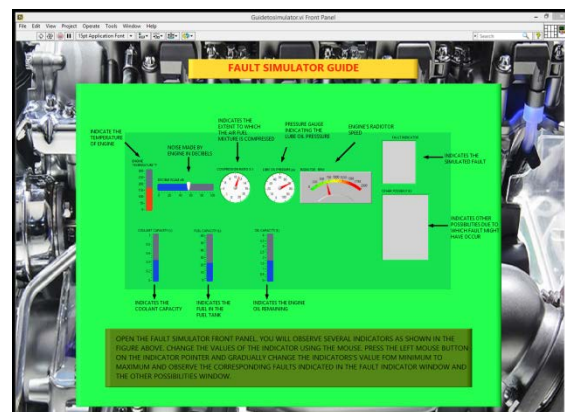 Guidetosimulator.vi Front Panel
File Edit View Project Operate Tools Window Help
15pt Application Font
Search
FAULT SIMULATOR GUIDE
INDICATE THE
TEMPERATURE
OF ENGINE
NOISE MADE BY
ENGINE IN DECIBELS
INDICATES THE
EXTENT TO WHICH
THE AIR FUEL
MIXTURE IS COMPRESSED
PRESSURE GAUGE
INDICATING THE
LUBE OIL PRESSURE
ENGINE'S RADIOTOR
SPEED
INDICATES THE
SIMULATED FAULT
INDICATES OTHER
POSSIBILITIES DUE TO
WHICH FAULT MIGHT
HAVE OCCUR
INDICATES THE
COOLANT CAPACITY
INDICATES THE
FUEL IN THE
FUEL TANK
INDICATES THE ENGINE
OIL REMAINING
OPEN THE FAULT SIMULATOR FRONT PANEL. YOU WILL OBSERVE SEVERAL INDICATORS AS SHOWN IN THE
FIGURE ABOVE. CHANGE THE VALUES OF THE INDICATOR USING THE MOUSE. PRESS THE LEFT MOUSE BUTTON
ON THE INDICATOR POINTER AND GRADUALLY CHANGE THE INDICATORS'S VALUE FOM MINIMUM TO
MAXIMUM AND OBSERVE THE CORRESPONDING FAULTS INDICATED IN THE FAULT INDICATOR WINDOW AND
THE OTHER POSSIBILITIES WINDOW.